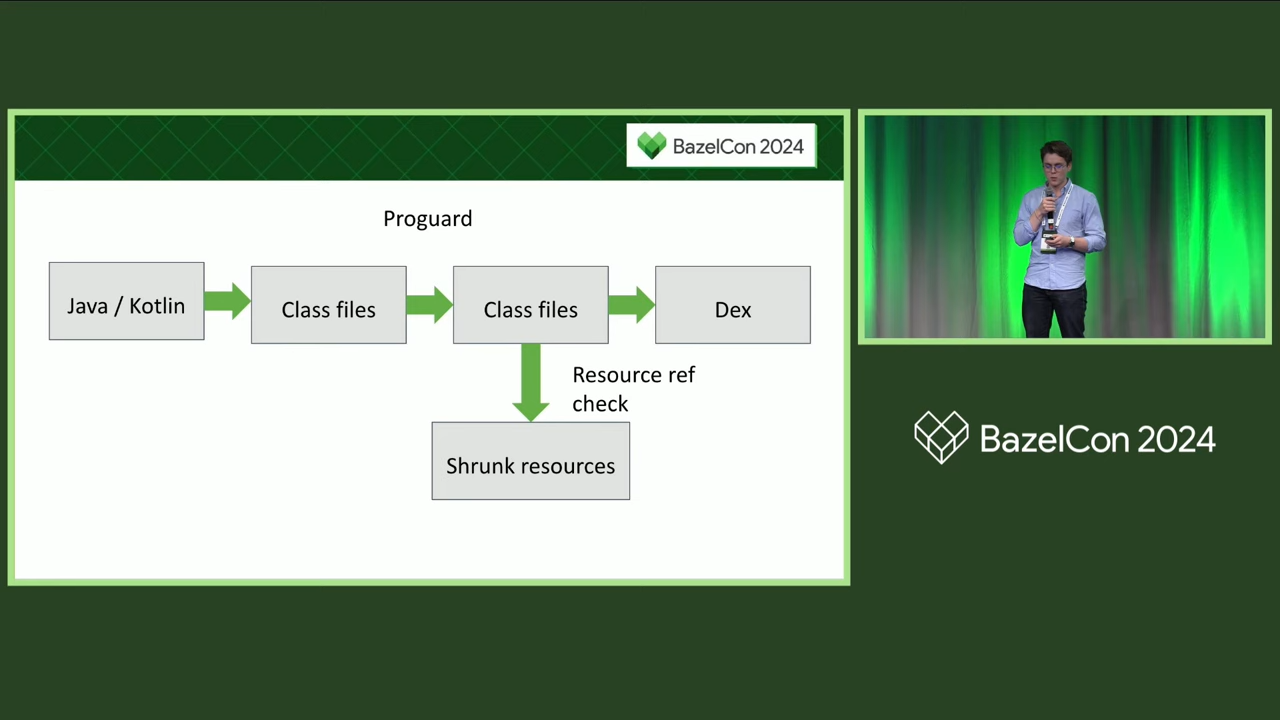 BazelCon 2024
Proguard
Java / Kotlin
Class files
Class files
Dex
Resource ref
check
Shrunk resources
BazelCon 2024